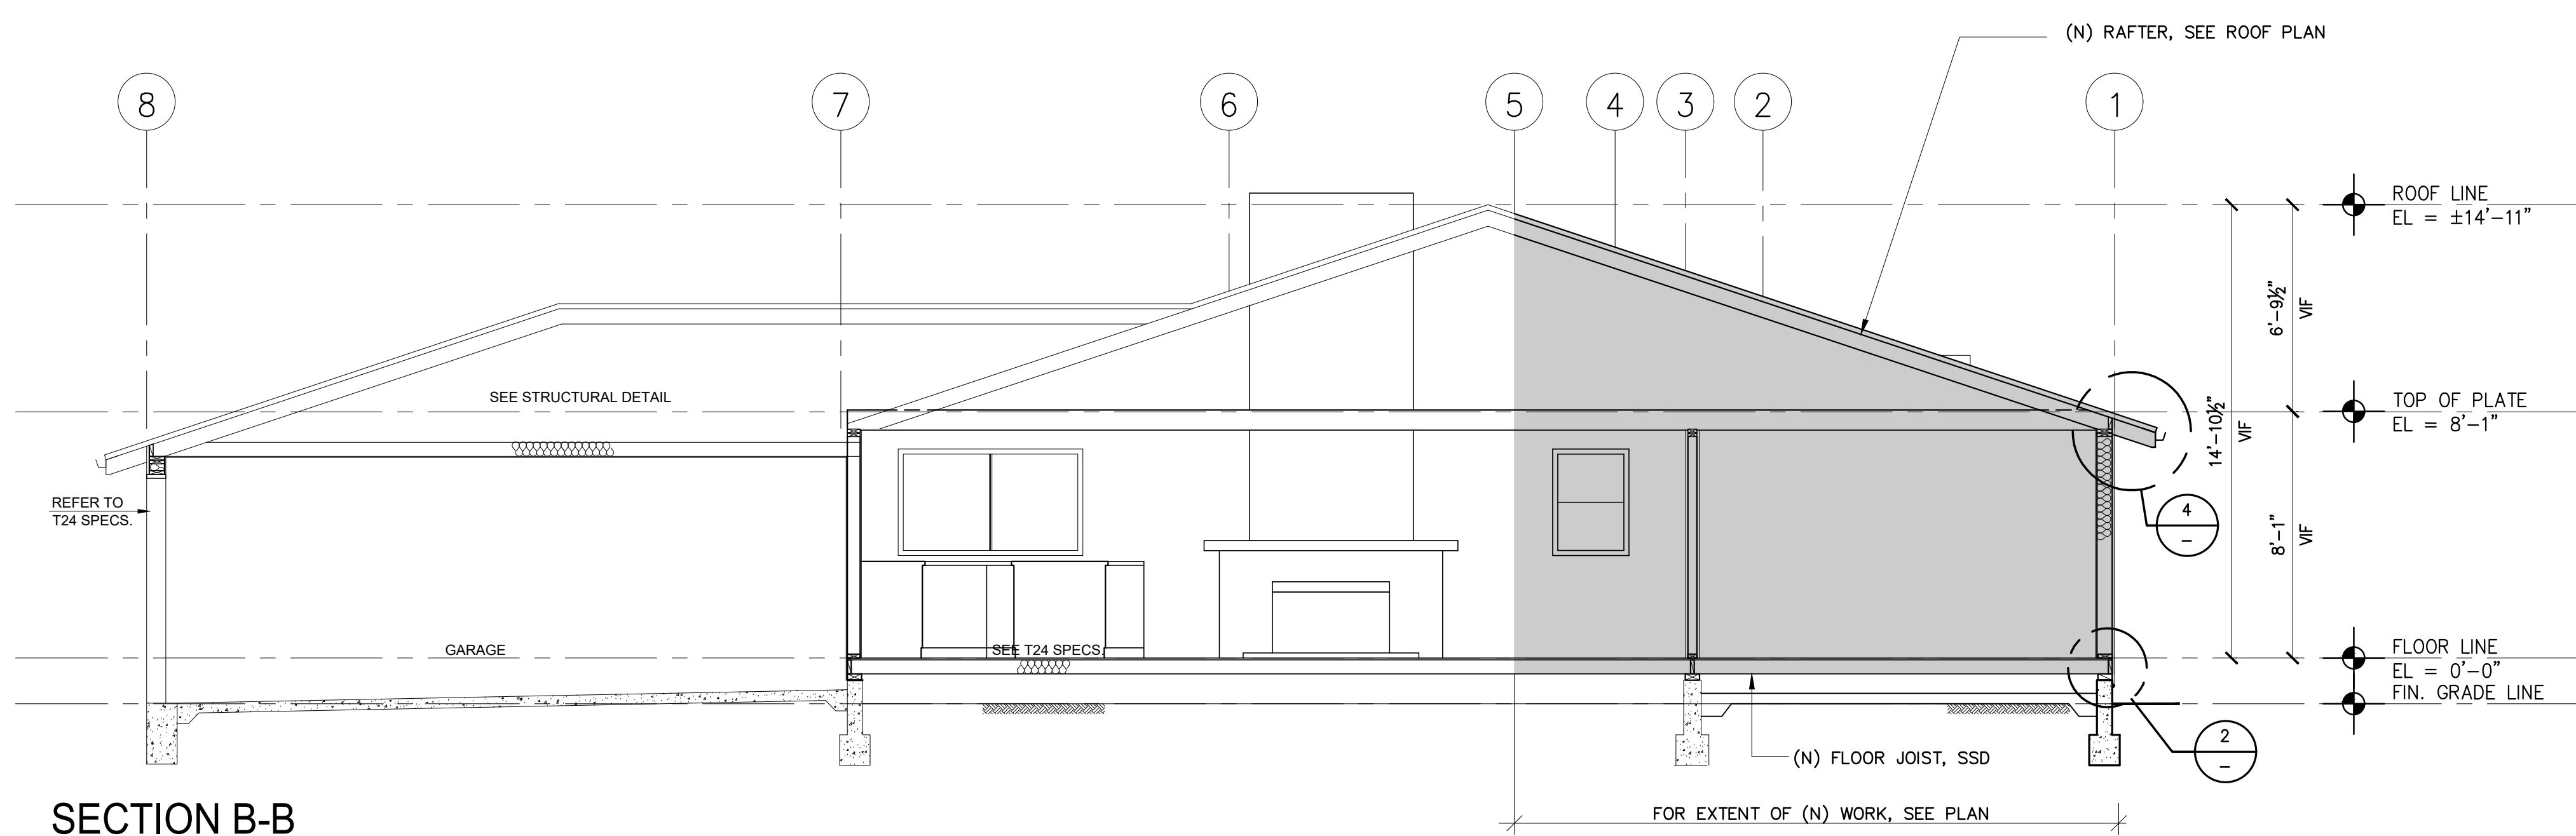 (N) RAFTER, SEE ROOF PLAN
8
7
6
5
4
3
2
1
ROOF LINE
EL = ±14'-11"
6'-9½"
VIF
SEE STRUCTURAL DETAIL
TOP OF PLATE
EL = 8'-1"
14'-10½"
VIF
REFER TO
T24 SPECS.
4
-
8'-1"
VIF
GARAGE
SEE T24 SPECS.
FLOOR LINE
EL = 0'-0"
FIN. GRADE LINE
2
-
(N) FLOOR JOIST, SSD
FOR EXTENT OF (N) WORK, SEE PLAN
SECTION B-B